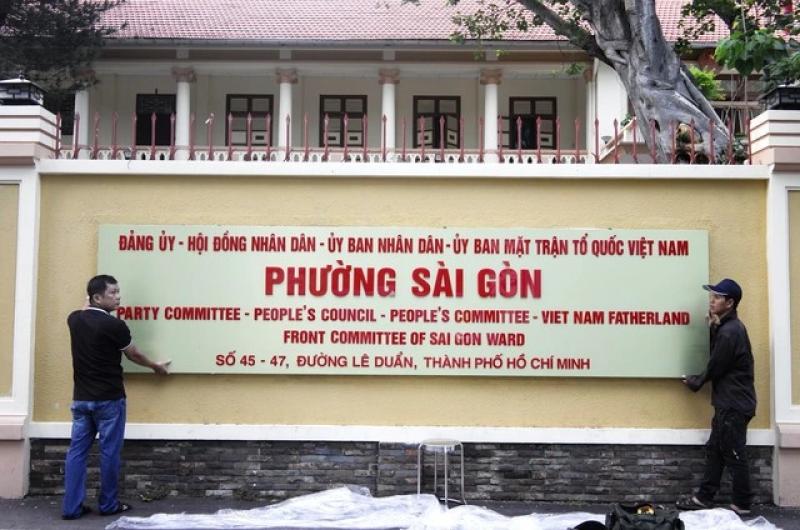 ĐẢNG ỦY - HỘI ĐỒNG NHÂN DÂN - ỦY BAN NHÂN DÂN - ỦY BAN MẶT TRẬN TỔ QUỐC VIỆT NAM
PHƯỜNG SÀI GÒN
PARTY COMMITTEE - PEOPLE'S COUNCIL - PEOPLE'S COMMITTEE - VIET NAM FATHERLAND
FRONT COMMITTEE OF SAI GON WARD
SỐ 45 - 47, ĐƯỜNG LÊ DUẨN, THÀNH PHỐ HỒ CHÍ MINH